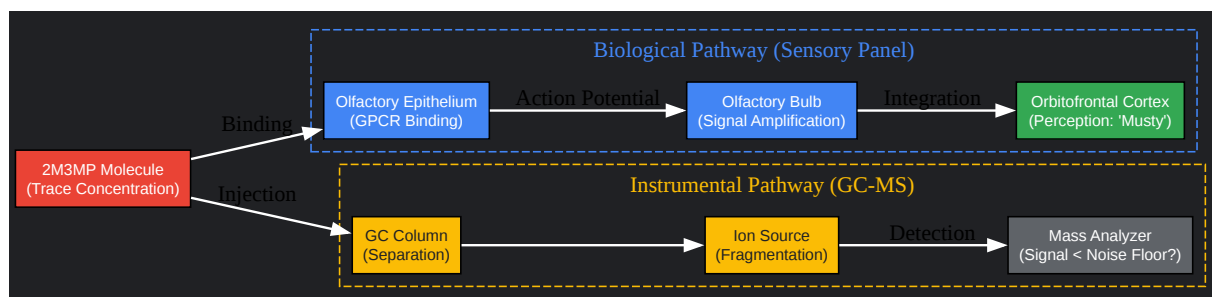 Biological Pathway (Sensory Panel)
Olfactory Epithelium
(GPCR Binding)
Action Potential
Olfactory Bulb
(Signal Amplification)
Integration
Orbitofrontal Cortex
(Perception: 'Musty')
Binding
2M3MP Molecule
(Trace Concentration)
Injection
Instrumental Pathway (GC-MS)
GC Column
(Separation)
Ion Source
(Fragmentation)
Detection
Mass Analyzer
(Signal < Noise Floor?)